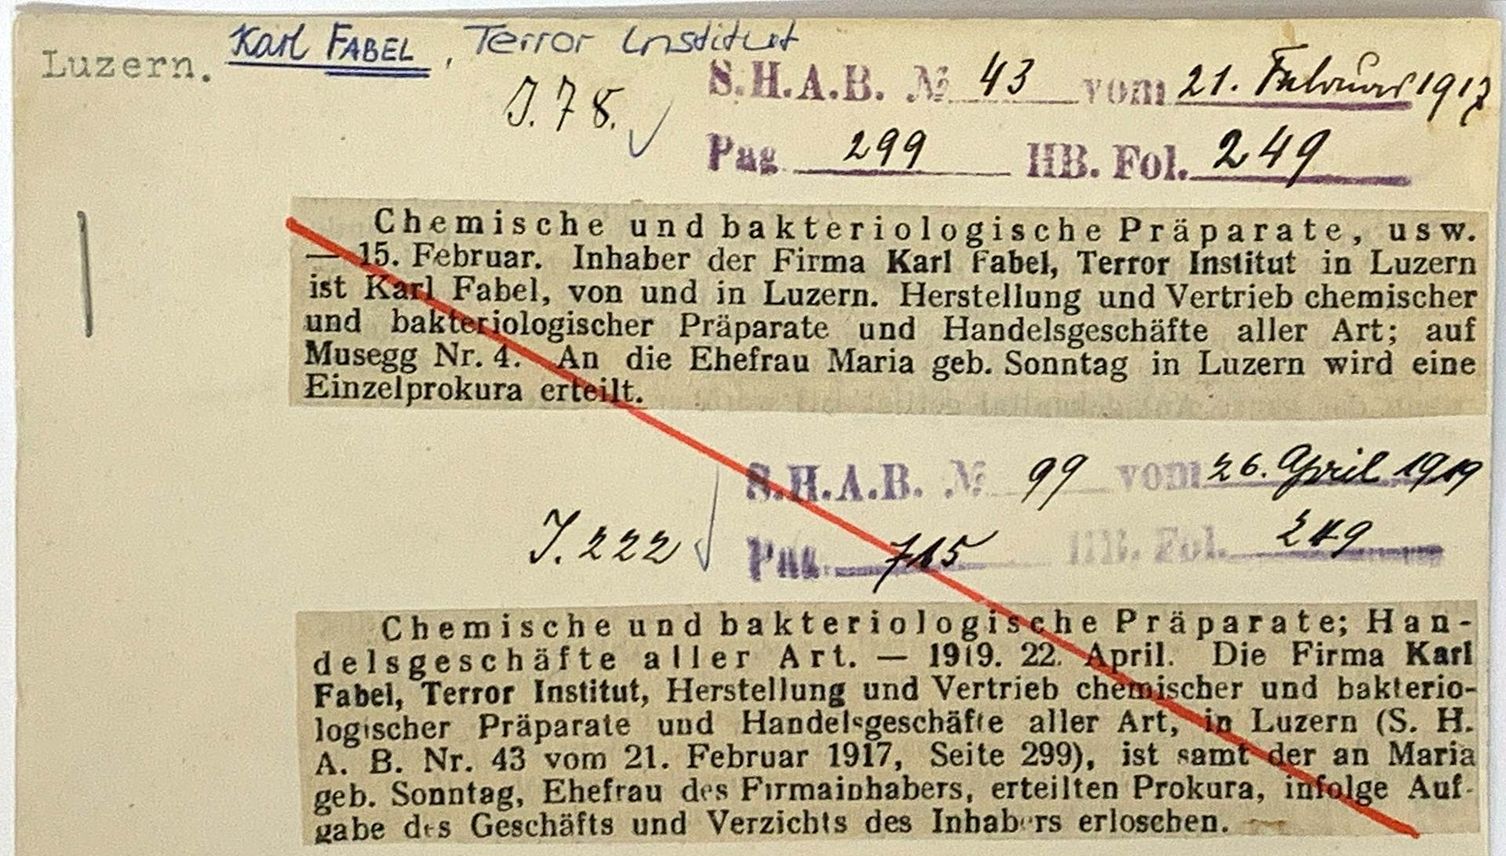 Luzern. Karl FABEL, Terror Institut
J. 78. S.H.A.B. № 43 vom 21. Februar 1917
Pag. 299 HB. Fol. 249
Chemische und bakteriologische Präparate, usw.
— 15. Februar. Inhaber der Firma Karl Fabel, Terror Institut in Luzern
ist Karl Fabel, von und in Luzern. Herstellung und Vertrieb chemischer
und bakteriologischer Präparate und Handelsgeschäfte aller Art; auf
Musegg Nr. 4. An die Ehefrau Maria geb. Sonntag in Luzern wird eine
Einzelprokura erteilt.
S.H.A.B. № 99 vom 26. April 1919
J. 222 Pag. 715 HB. Fol. 249
Chemische und bakteriologische Präparate; Han-
delsgeschäfte aller Art. — 1919. 22. April. Die Firma Karl
Fabel, Terror Institut, Herstellung und Vertrieb chemischer und bakterio-
logischer Präparate und Handelsgeschäfte aller Art, in Luzern (S. H.
A. B. Nr. 43 vom 21. Februar 1917, Seite 299), ist samt der an Maria
geb. Sonntag, Ehefrau des Firmainhabers, erteilten Prokura, infolge Auf-
gabe des Geschäfts und Verzichts des Inhabers erloschen.